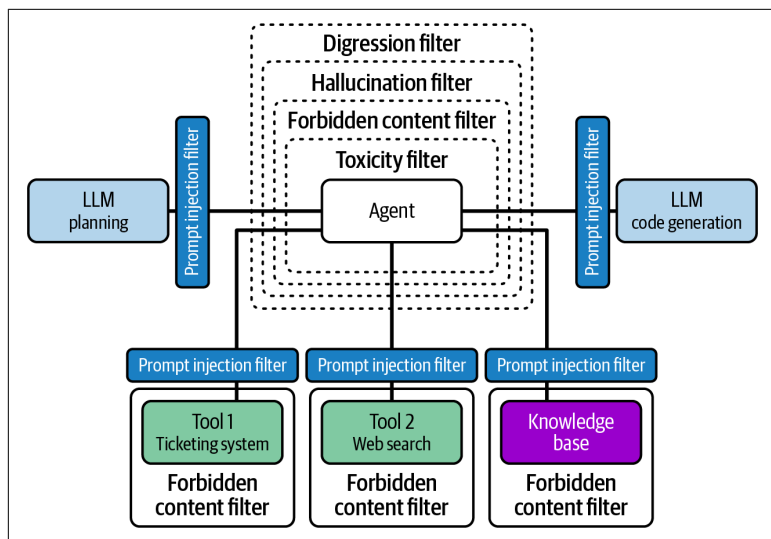 Digression filter
Hallucination filter
Forbidden content filter
Toxicity filter
Agent
LLM
planning
Prompt injection filter
Prompt injection filter
LLM
code generation
Prompt injection filter
Prompt injection filter
Prompt injection filter
Tool 1
Ticketing system
Forbidden
content filter
Tool 2
Web search
Forbidden
content filter
Knowledge
base
Forbidden
content filter